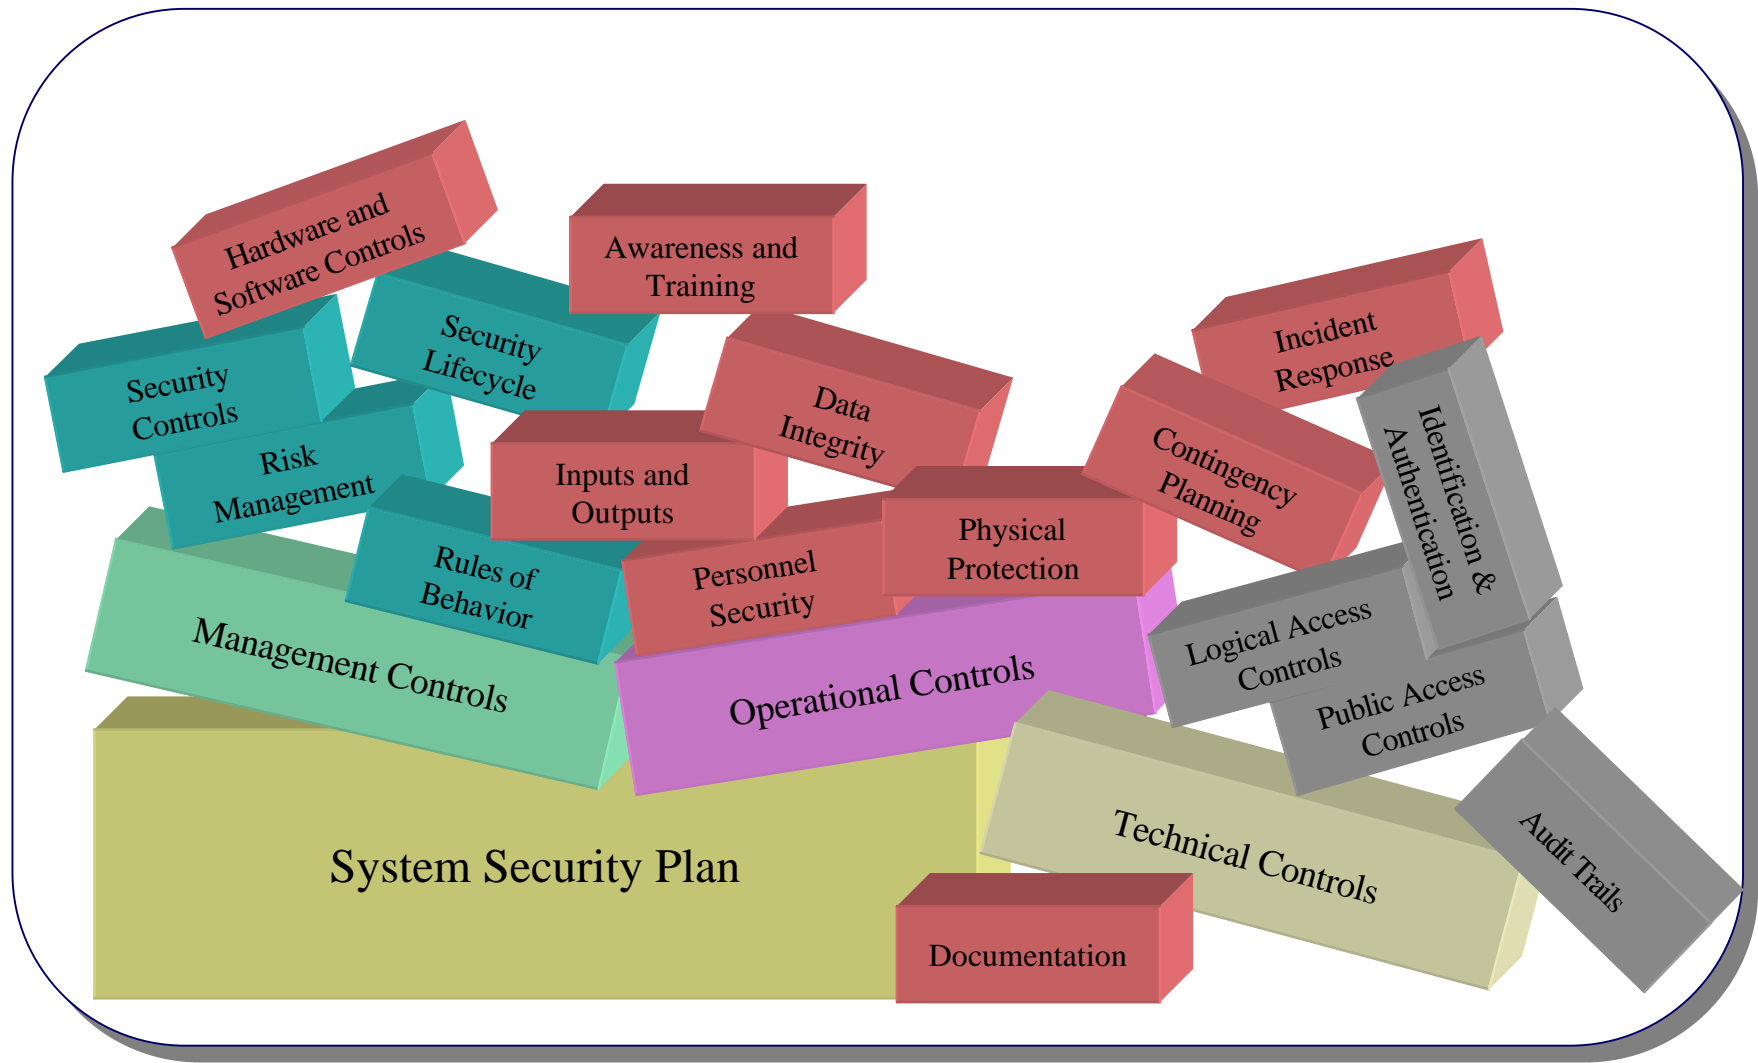 Hardware and
Software Controls
Awareness and
Training
Security
Lifecycle
Incident
Response
Security
Controls
Data
Integrity
Risk
Management
Inputs and
Outputs
Contingency
Planning
Identification &
Authentication
Rules of
Behavior
Personnel
Security
Physical
Protection
Management Controls
Operational Controls
Logical Access
Controls
Public Access
Controls
System Security Plan
Technical Controls
Audit Trails
Documentation